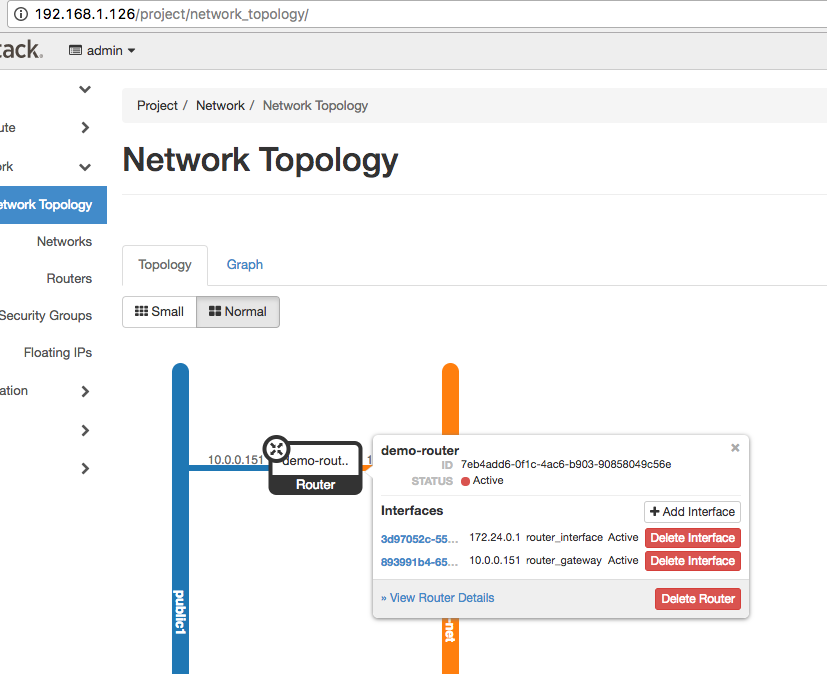 192.168.1.126/project/network_topology/
tack. admin
Project / Network / Network Topology
ute
rk
Network Topology
etwork Topology
Networks
Routers
Security Groups
Floating IPs
ation
Topology Graph
Small Normal
10.0.0.151
demo-rout..
1
Router
public1
-net
demo-router
ID 7eb4add6-0f1c-4ac6-b903-90858049c56e
STATUS Active
Interfaces + Add Interface
3d97052c-55... 172.24.0.1 router_interface Active Delete Interface
893991b4-65... 10.0.0.151 router_gateway Active Delete Interface
» View Router Details Delete Router